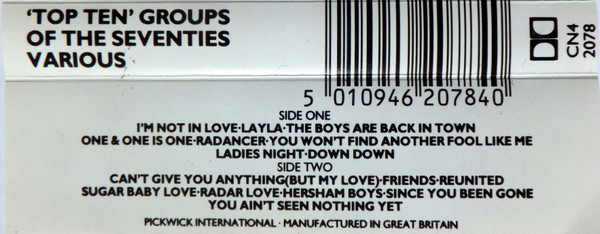 'TOP TEN' GROUPS
OF THE SEVENTIES
VARIOUS
CN4
2078
5 010946 207840
SIDE ONE
I'M NOT IN LOVE·LAYLA·THE BOYS ARE BACK IN TOWN
ONE & ONE IS ONE·RADANCER·YOU WON'T FIND ANOTHER FOOL LIKE ME
LADIES NIGHT·DOWN DOWN
SIDE TWO
CAN'T GIVE YOU ANYTHING(BUT MY LOVE)·FRIENDS·REUNITED
SUGAR BABY LOVE·RADAR LOVE·HERSHAM BOYS·SINCE YOU BEEN GONE
YOU AIN'T SEEN NOTHING YET
PICKWICK INTERNATIONAL · MANUFACTURED IN GREAT BRITAIN